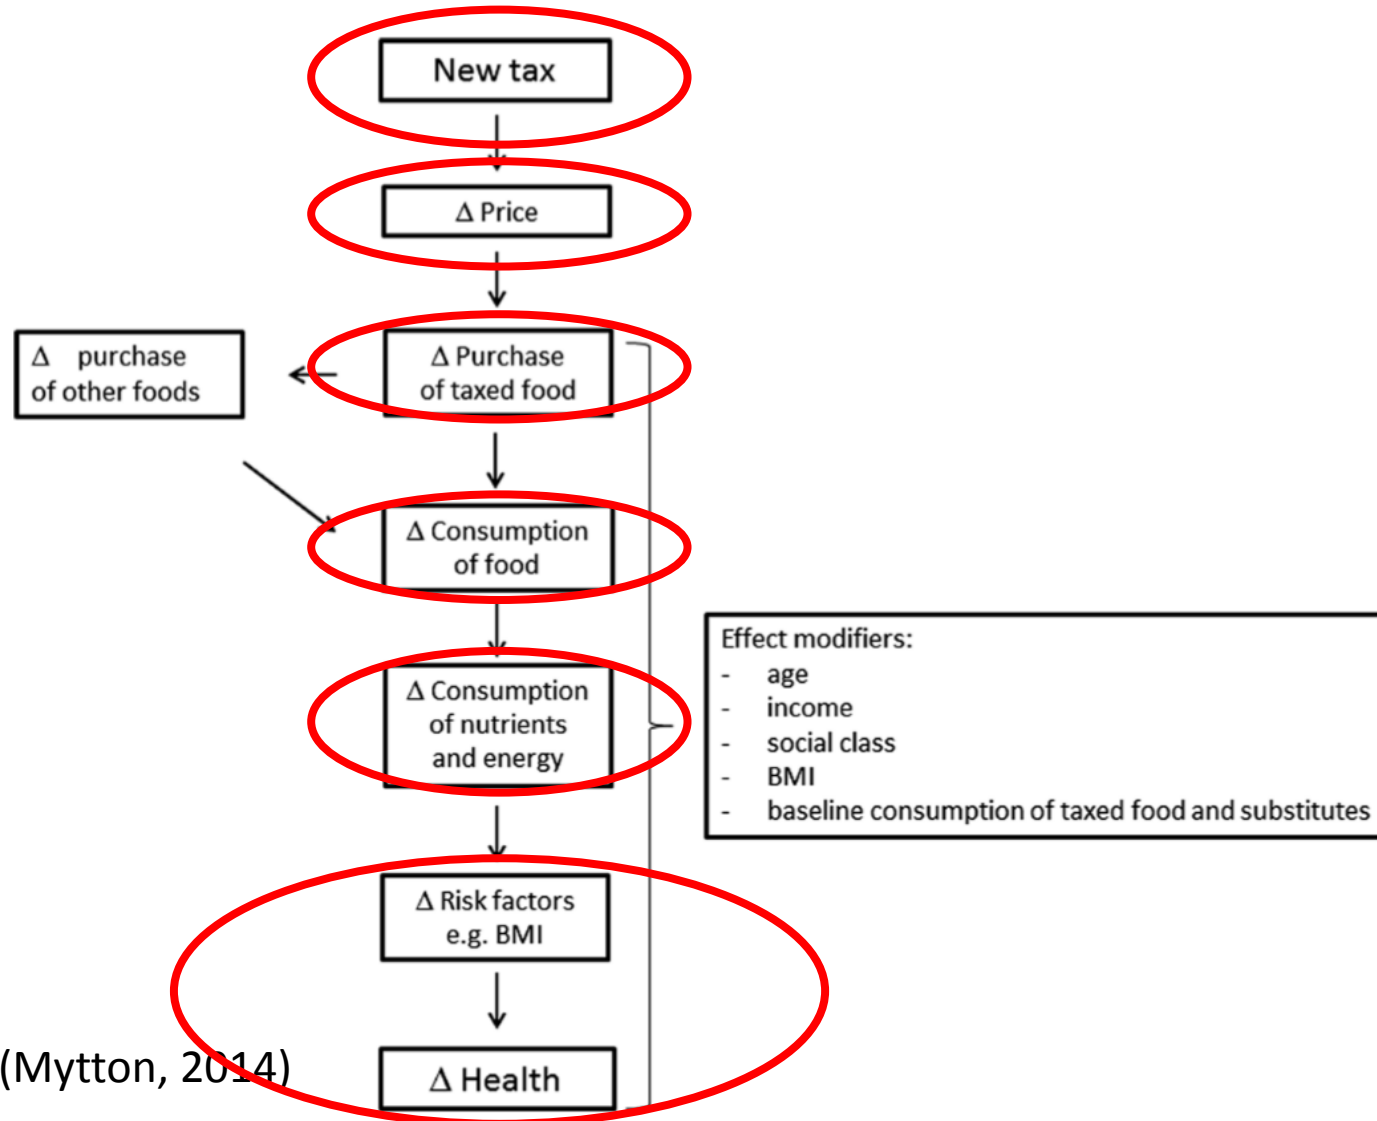 New tax
Δ Price
Δ purchase
of other foods
Δ Purchase
of taxed food
Δ Consumption
of food
Δ Consumption
of nutrients
and energy
Effect modifiers:
- age
- income
- social class
- BMI
- baseline consumption of taxed food and substitutes
Δ Risk factors
e.g. BMI
Δ Health
(Mytton, 2014)